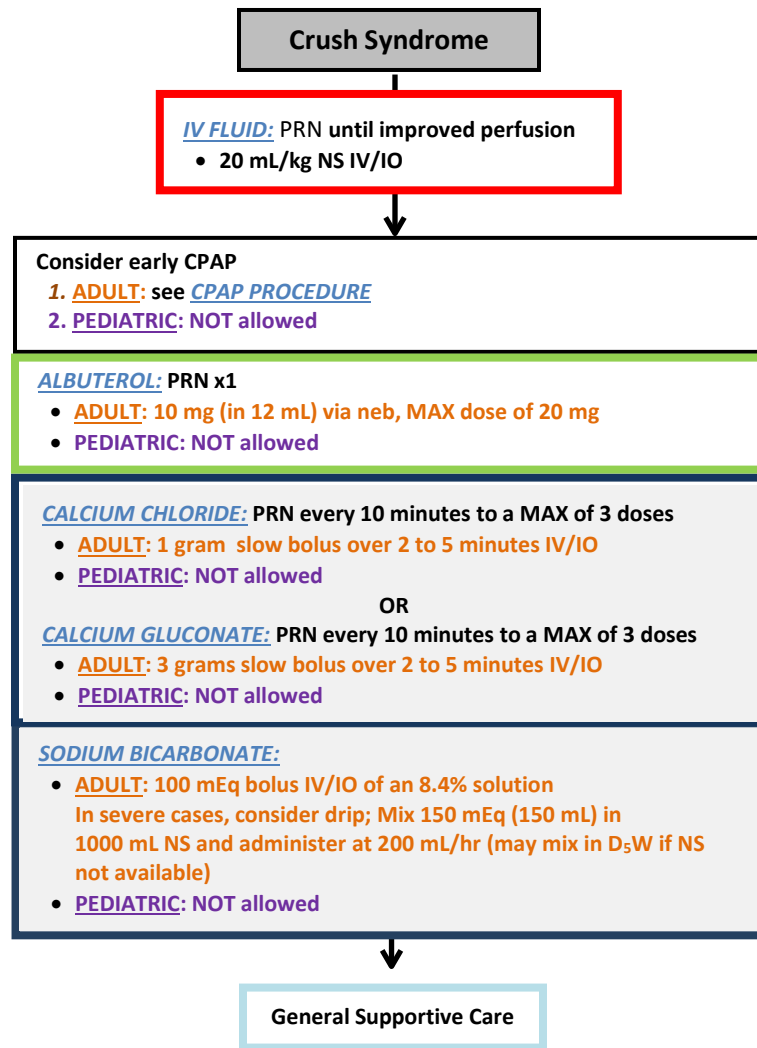 Crush Syndrome
IV FLUID: PRN until improved perfusion
• 20 mL/kg NS IV/IO
Consider early CPAP
1. ADULT: see CPAP PROCEDURE
2. PEDIATRIC: NOT allowed
ALBUTEROL: PRN x1
• ADULT: 10 mg (in 12 mL) via neb, MAX dose of 20 mg
• PEDIATRIC: NOT allowed
CALCIUM CHLORIDE: PRN every 10 minutes to a MAX of 3 doses
• ADULT: 1 gram slow bolus over 2 to 5 minutes IV/IO
• PEDIATRIC: NOT allowed
OR
CALCIUM GLUCONATE: PRN every 10 minutes to a MAX of 3 doses
• ADULT: 3 grams slow bolus over 2 to 5 minutes IV/IO
• PEDIATRIC: NOT allowed
SODIUM BICARBONATE:
• ADULT: 100 mEq bolus IV/IO of an 8.4% solution
In severe cases, consider drip; Mix 150 mEq (150 mL) in
1000 mL NS and administer at 200 mL/hr (may mix in D₅W if NS
not available)
• PEDIATRIC: NOT allowed
General Supportive Care